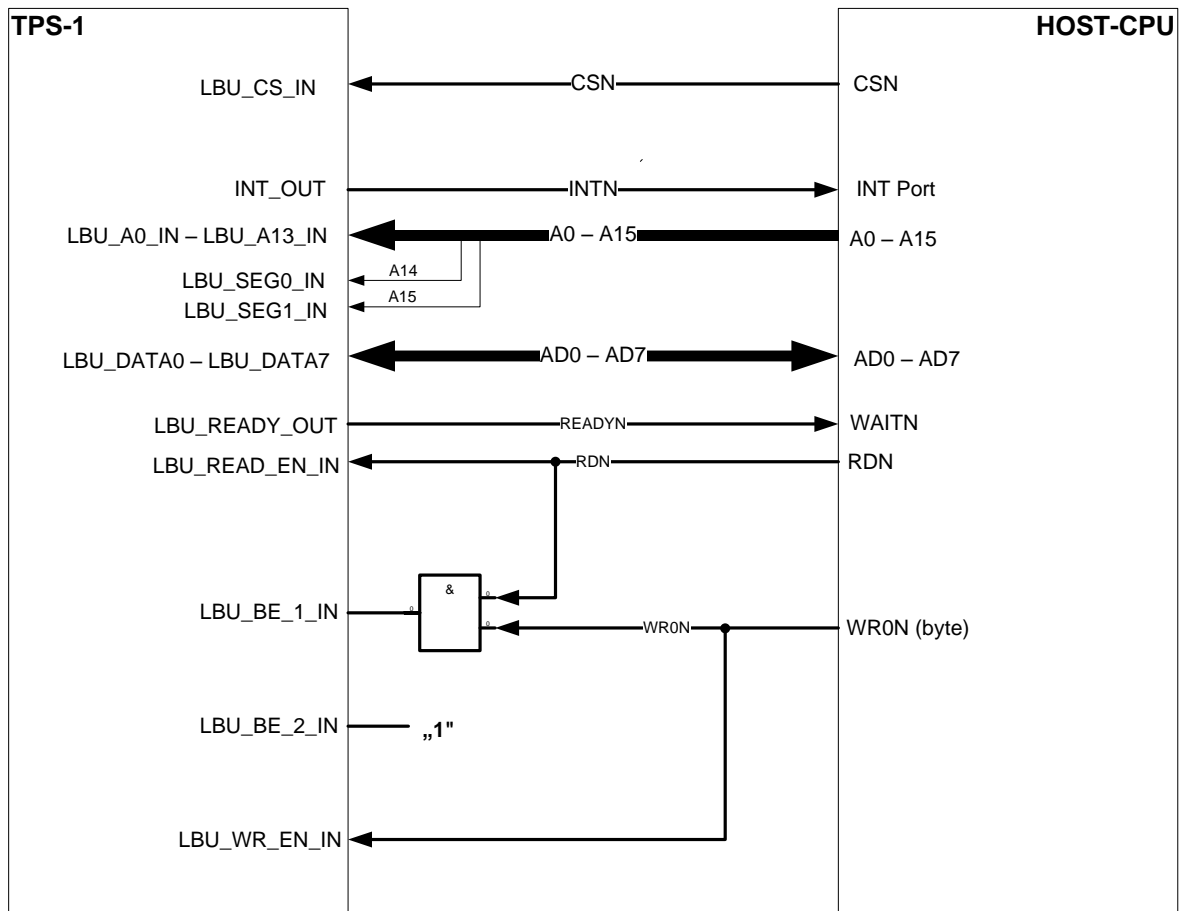 TPS-1 HOST-CPU
LBU_CS_IN CSN CSN
INT_OUT INTN INT Port
LBU_A0_IN – LBU_A13_IN A0 – A15 A0 – A15
LBU_SEG0_IN A14
LBU_SEG1_IN A15
LBU_DATA0 – LBU_DATA7 AD0 – AD7 AD0 – AD7
LBU_READY_OUT READYN WAITN
LBU_READ_EN_IN RDN RDN
&
LBU_BE_1_IN
WR0N WR0N (byte)
LBU_BE_2_IN „1"
LBU_WR_EN_IN